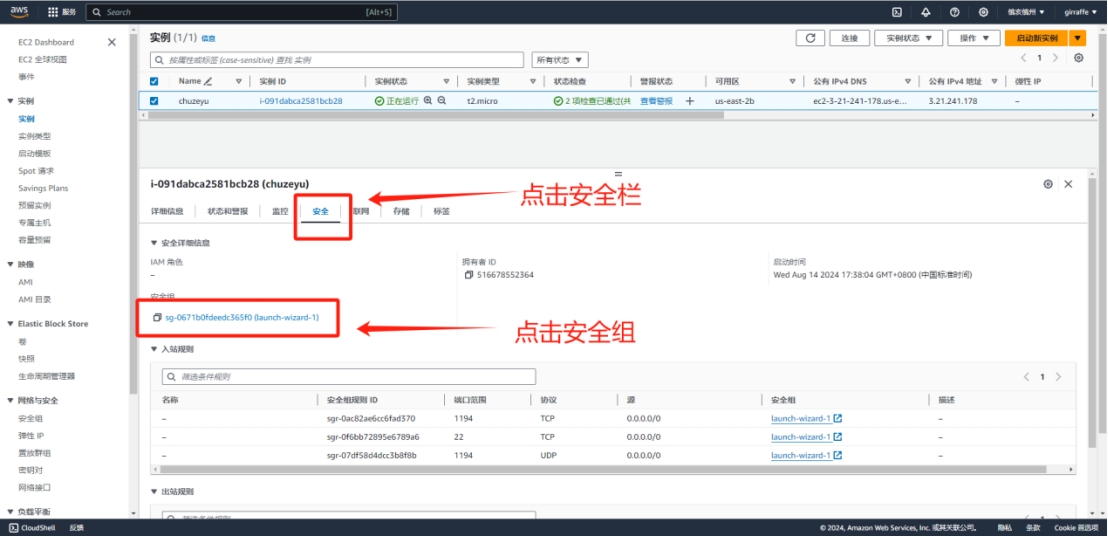 aws 服务 Search [Alt+S] 俄亥俄州 girraffe
EC2 Dashboard
EC2 全球视图
事件
实例
实例
实例类型
启动模板
Spot 请求
Savings Plans
预留实例
专属主机
容量预留
映像
AMI
AMI 目录
Elastic Block Store
卷
快照
生命周期管理器
网络与安全
安全组
弹性 IP
置放群组
密钥对
网络接口
负载平衡
实例 (1/1) 信息 连接 实例状态 操作 启动新实例
按属性或标签 (case-sensitive) 查找 实例 所有状态 1
Name 实例 ID 实例状态 实例类型 状态检查 警报状态 可用区 公有 IPv4 DNS 公有 IPv4 地址 弹性 IP
chuzeyu i-091dabca2581bcb28 正在运行 t2.micro 2 项检查已通过(共 查看警报 + us-east-2b ec2-3-21-241-178.us-e... 3.21.241.178 –
i-091dabca2581bcb28 (chuzeyu)
点击安全栏
详细信息 状态和警报 监控 安全 联网 存储 标签
安全详细信息
IAM 角色 拥有者 ID 启动时间
– 516678552364 Wed Aug 14 2024 17:38:04 GMT+0800 (中国标准时间)
安全组
sg-0671b0fdeedc365f0 (launch-wizard-1)
点击安全组
入站规则
筛选条件规则 1
名称 安全组规则 ID 端口范围 协议 源 安全组 描述
– sgr-0ac82ae6cc6fad370 1194 TCP 0.0.0.0/0 launch-wizard-1 –
– sgr-0f6bb72895e6789a6 22 TCP 0.0.0.0/0 launch-wizard-1 –
– sgr-07df58d4dcc3b8f8b 1194 UDP 0.0.0.0/0 launch-wizard-1 –
出站规则
CloudShell 反馈 © 2024, Amazon Web Services, Inc. 或其关联公司。 隐私 条款 Cookie 首选项